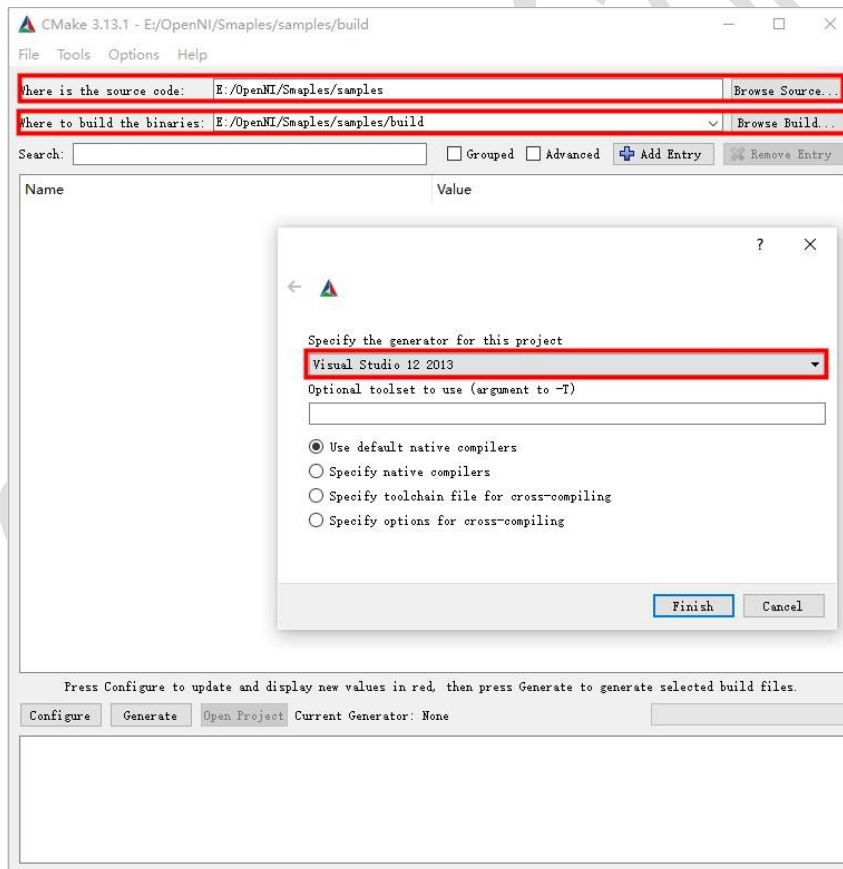 CMake 3.13.1 - E:/OpenNI/Smaples/samples/build
File Tools Options Help
Where is the source code: E:/OpenNI/Smaples/samples Browse Source...
Where to build the binaries: E:/OpenNI/Smaples/samples/build Browse Build...
Search: Grouped Advanced Add Entry Remove Entry
Name Value
?
Specify the generator for this project
Visual Studio 12 2013
Optional toolset to use (argument to -T)
Use default native compilers
Specify native compilers
Specify toolchain file for cross-compiling
Specify options for cross-compiling
Finish Cancel
Press Configure to update and display new values in red, then press Generate to generate selected build files.
Configure Generate Open Project Current Generator: None